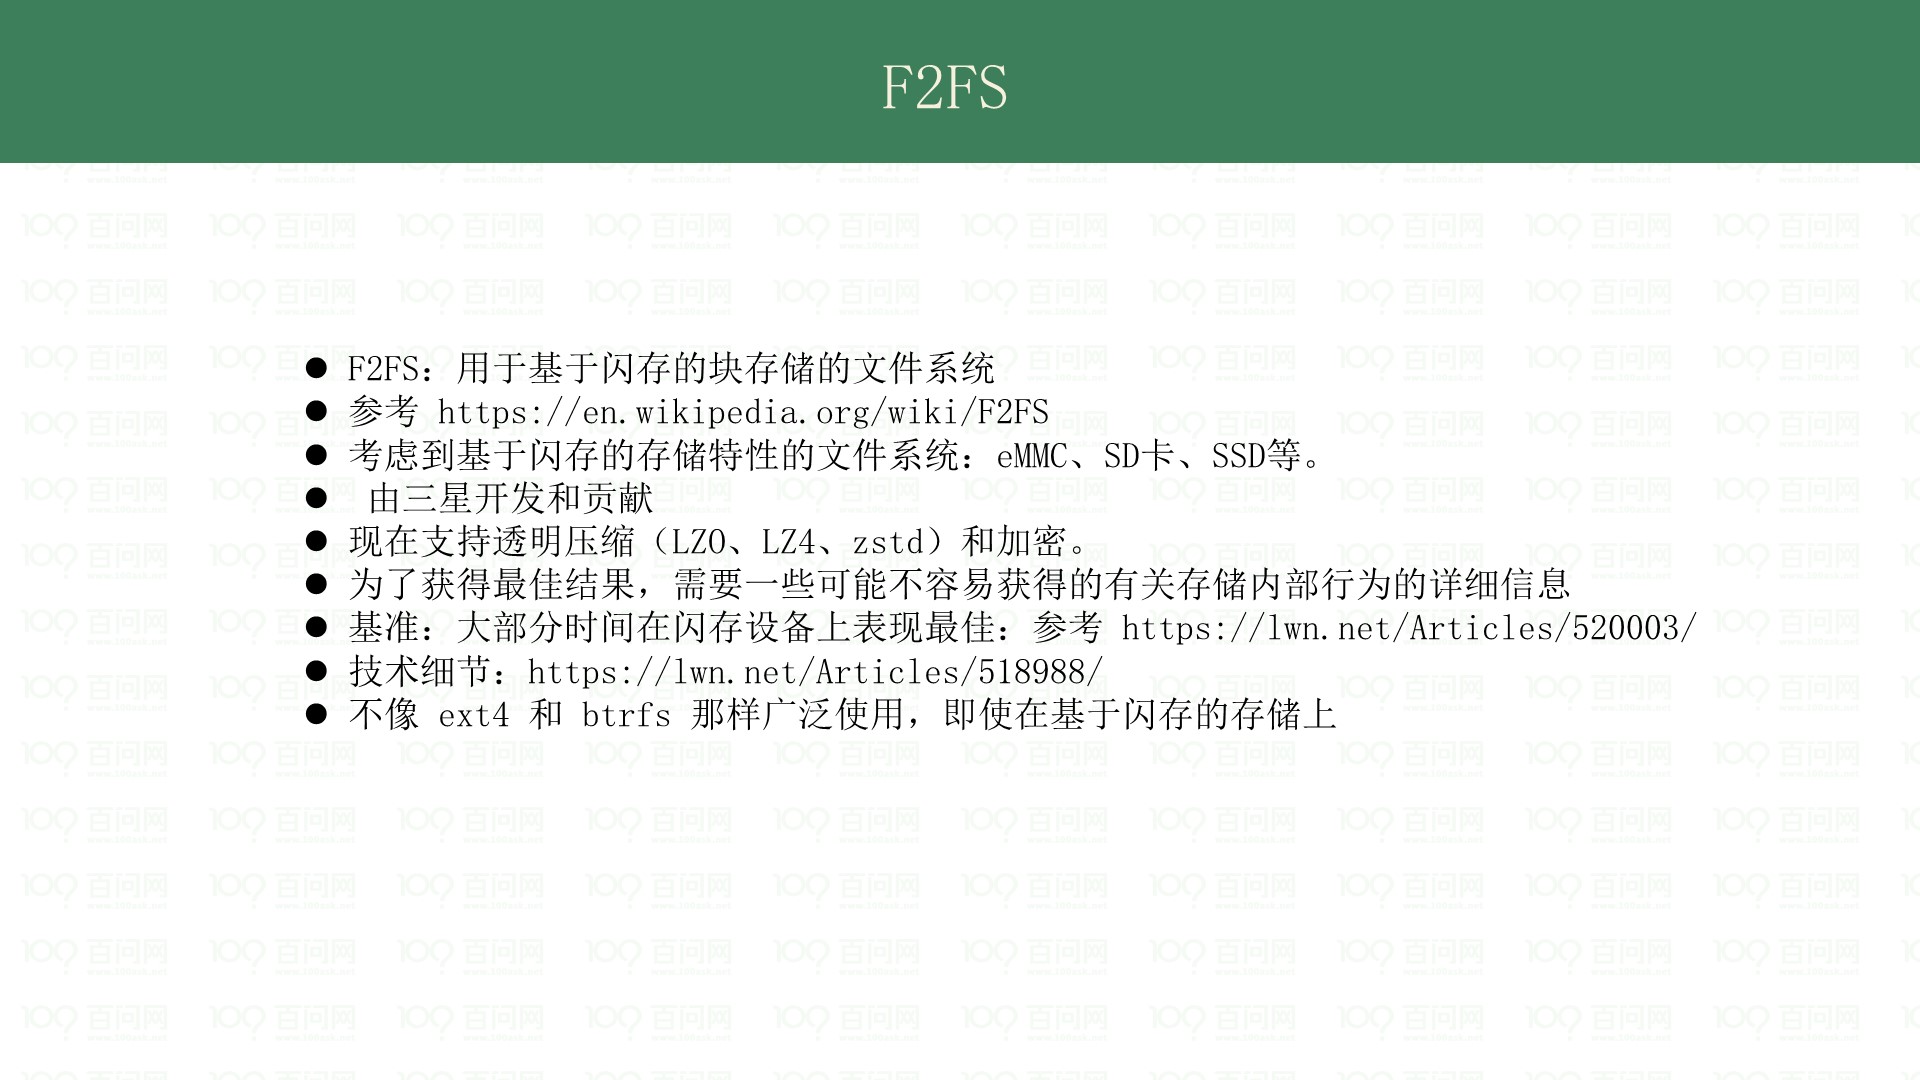 F2FS
● F2FS：用于基于闪存的块存储的文件系统
● 参考 https://en.wikipedia.org/wiki/F2FS
● 考虑到基于闪存的存储特性的文件系统：eMMC、SD卡、SSD等。
● 由三星开发和贡献
● 现在支持透明压缩（LZO、LZ4、zstd）和加密。
● 为了获得最佳结果，需要一些可能不容易获得的有关存储内部行为的详细信息
● 基准：大部分时间在闪存设备上表现最佳：参考 https://lwn.net/Articles/520003/
● 技术细节：https://lwn.net/Articles/518988/
● 不像 ext4 和 btrfs 那样广泛使用，即使在基于闪存的存储上
百问网
www.100ask.net